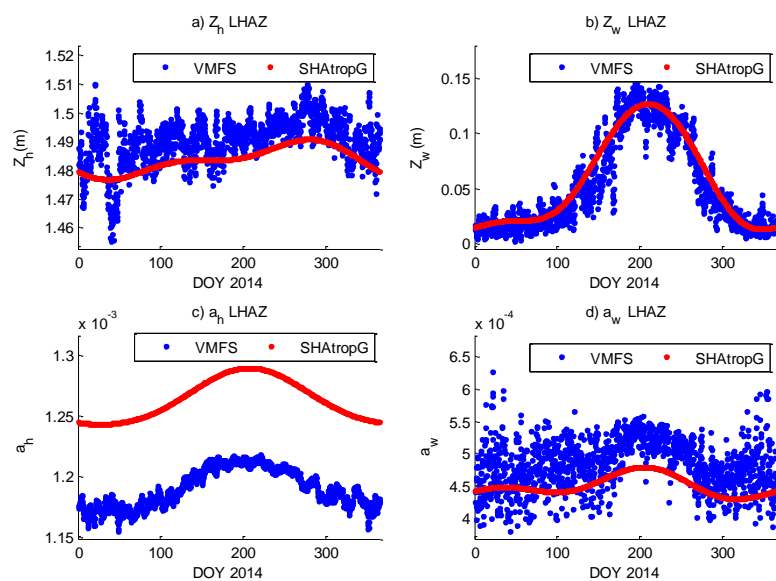 a) Z_h LHAZ
VMFS SHAtropG
1.52
1.51
1.5
1.49
1.48
1.47
1.46
Z_h(m)
0 100 200 300
DOY 2014
b) Z_w LHAZ
VMFS SHAtropG
0.15
0.1
0.05
0
Z_w (m)
0 100 200 300
DOY 2014
c) a_h LHAZ
x 10^-3
VMFS SHAtropG
1.3
1.25
1.2
1.15
a_h
0 100 200 300
DOY 2014
d) a_w LHAZ
x 10^-4
VMFS SHAtropG
6.5
6
5.5
5
4.5
4
a_w
0 100 200 300
DOY 2014